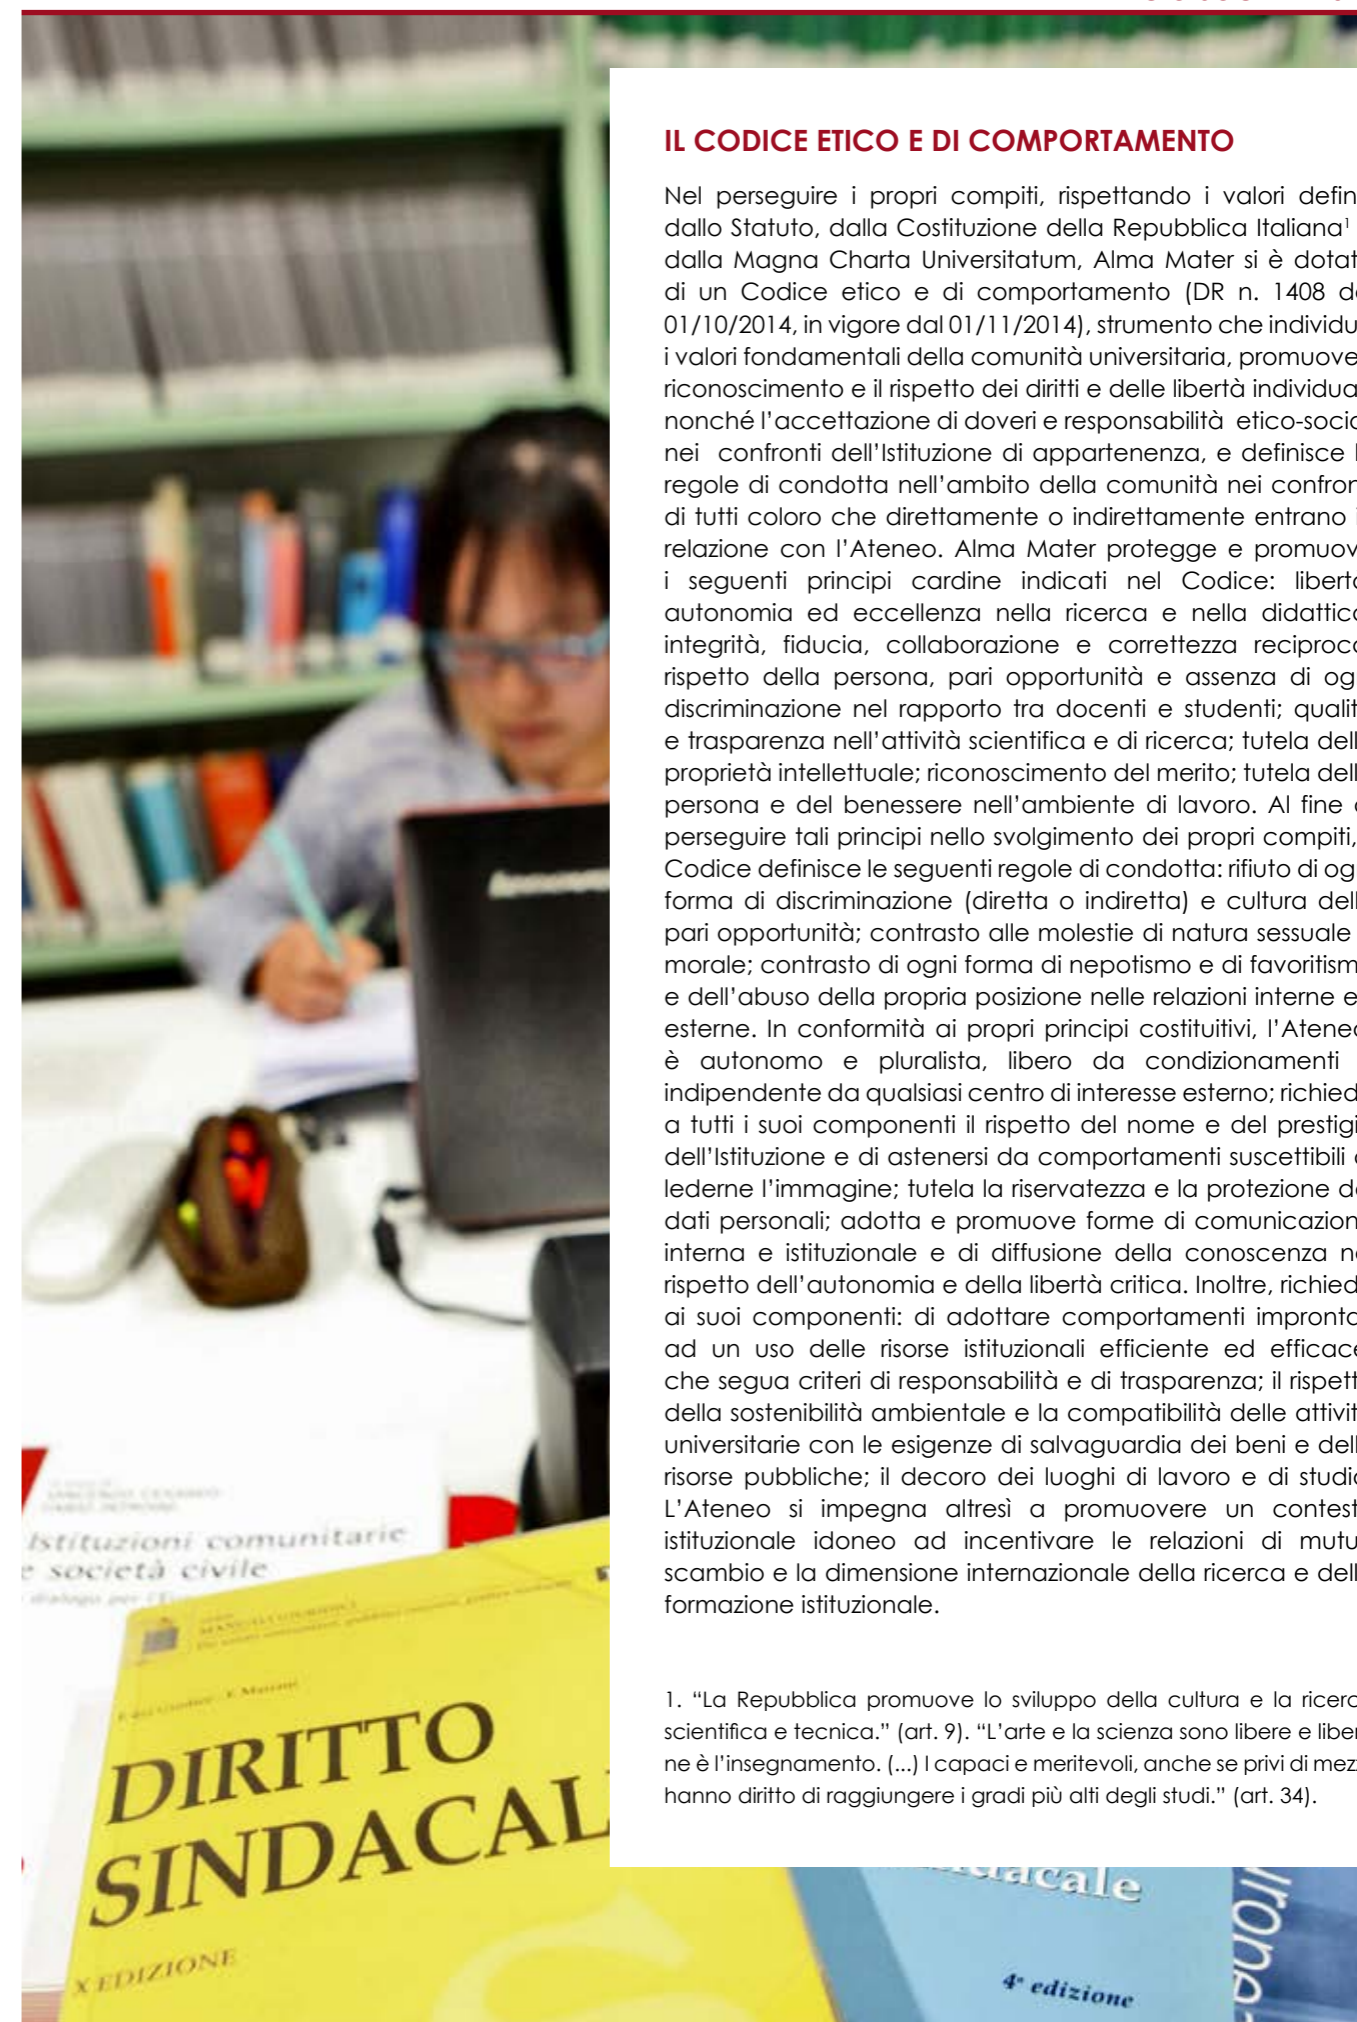 IL CODICE ETICO E DI COMPORTAMENTO
Nel perseguire i propri compiti, rispettando i valori defin
dallo Statuto, dalla Costituzione della Repubblica Italiana¹
dalla Magna Charta Universitatum, Alma Mater si è dotat
di un Codice etico e di comportamento (DR n. 1408 de
01/10/2014, in vigore dal 01/11/2014), strumento che individu
i valori fondamentali della comunità universitaria, promuove
riconoscimento e il rispetto dei diritti e delle libertà individua
nonché l'accettazione di doveri e responsabilità etico-socia
nei confronti dell'Istituzione di appartenenza, e definisce l
regole di condotta nell'ambito della comunità nei confron
di tutti coloro che direttamente o indirettamente entrano i
relazione con l'Ateneo. Alma Mater protegge e promuov
i seguenti principi cardine indicati nel Codice: libertà
autonomia ed eccellenza nella ricerca e nella didattica
integrità, fiducia, collaborazione e correttezza reciproca
rispetto della persona, pari opportunità e assenza di og
discriminazione nel rapporto tra docenti e studenti; qualit
e trasparenza nell'attività scientifica e di ricerca; tutela dell
proprietà intellettuale; riconoscimento del merito; tutela dell
persona e del benessere nell'ambiente di lavoro. Al fine d
perseguire tali principi nello svolgimento dei propri compiti,
Codice definisce le seguenti regole di condotta: rifiuto di og
forma di discriminazione (diretta o indiretta) e cultura dell
pari opportunità; contrasto alle molestie di natura sessuale
morale; contrasto di ogni forma di nepotismo e di favoritism
e dell'abuso della propria posizione nelle relazioni interne e
esterne. In conformità ai propri principi costituitivi, l'Ateneo
è autonomo e pluralista, libero da condizionamenti
indipendente da qualsiasi centro di interesse esterno; richied
a tutti i suoi componenti il rispetto del nome e del prestigi
dell'Istituzione e di astenersi da comportamenti suscettibili d
lederne l'immagine; tutela la riservatezza e la protezione de
dati personali; adotta e promuove forme di comunicazion
interna e istituzionale e di diffusione della conoscenza ne
rispetto dell'autonomia e della libertà critica. Inoltre, richied
ai suoi componenti: di adottare comportamenti impronta
ad un uso delle risorse istituzionali efficiente ed efficace
che segua criteri di responsabilità e di trasparenza; il rispett
della sostenibilità ambientale e la compatibilità delle attivit
universitarie con le esigenze di salvaguardia dei beni e dell
risorse pubbliche; il decoro dei luoghi di lavoro e di studio
L'Ateneo si impegna altresì a promuovere un contest
istituzionale idoneo ad incentivare le relazioni di mutu
scambio e la dimensione internazionale della ricerca e dell
formazione istituzionale.
1. "La Repubblica promuove lo sviluppo della cultura e la ricerc
scientifica e tecnica." (art. 9). "L'arte e la scienza sono libere e liber
ne è l'insegnamento. (...) I capaci e meritevoli, anche se privi di mezz
hanno diritto di raggiungere i gradi più alti degli studi." (art. 34).
lenovo
Istituzioni comunitarie
e società civile
MANUALI GIURIDICI
DIRITTO
SINDACAL
X EDIZIONE
dacale
4ª edizione
urope